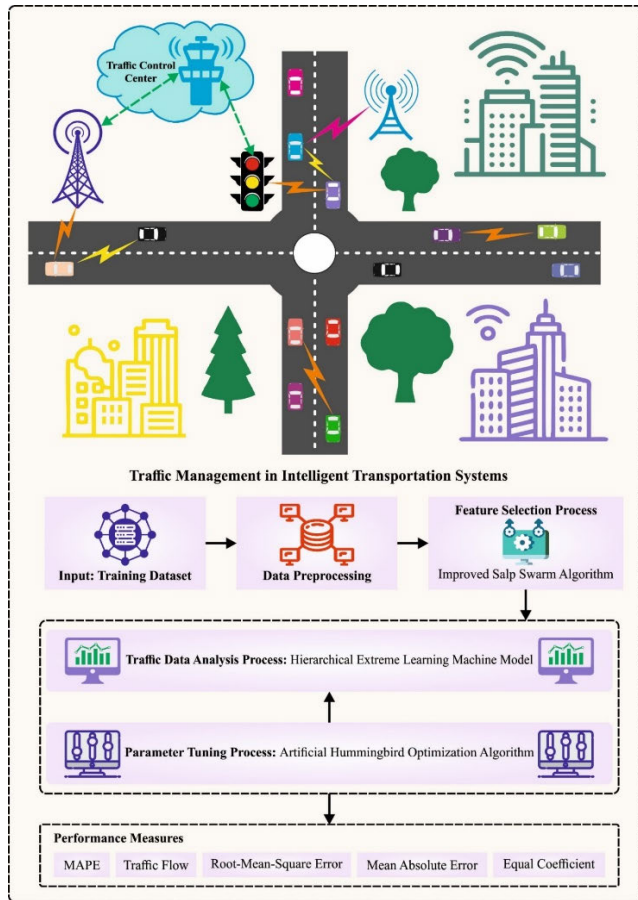 Traffic Control
Center
Traffic Management in Intelligent Transportation Systems
Input: Training Dataset
Data Preprocessing
Feature Selection Process
Improved Salp Swarm Algorithm
Traffic Data Analysis Process: Hierarchical Extreme Learning Machine Model
Parameter Tuning Process: Artificial Hummingbird Optimization Algorithm
Performance Measures
MAPE
Traffic Flow
Root-Mean-Square Error
Mean Absolute Error
Equal Coefficient